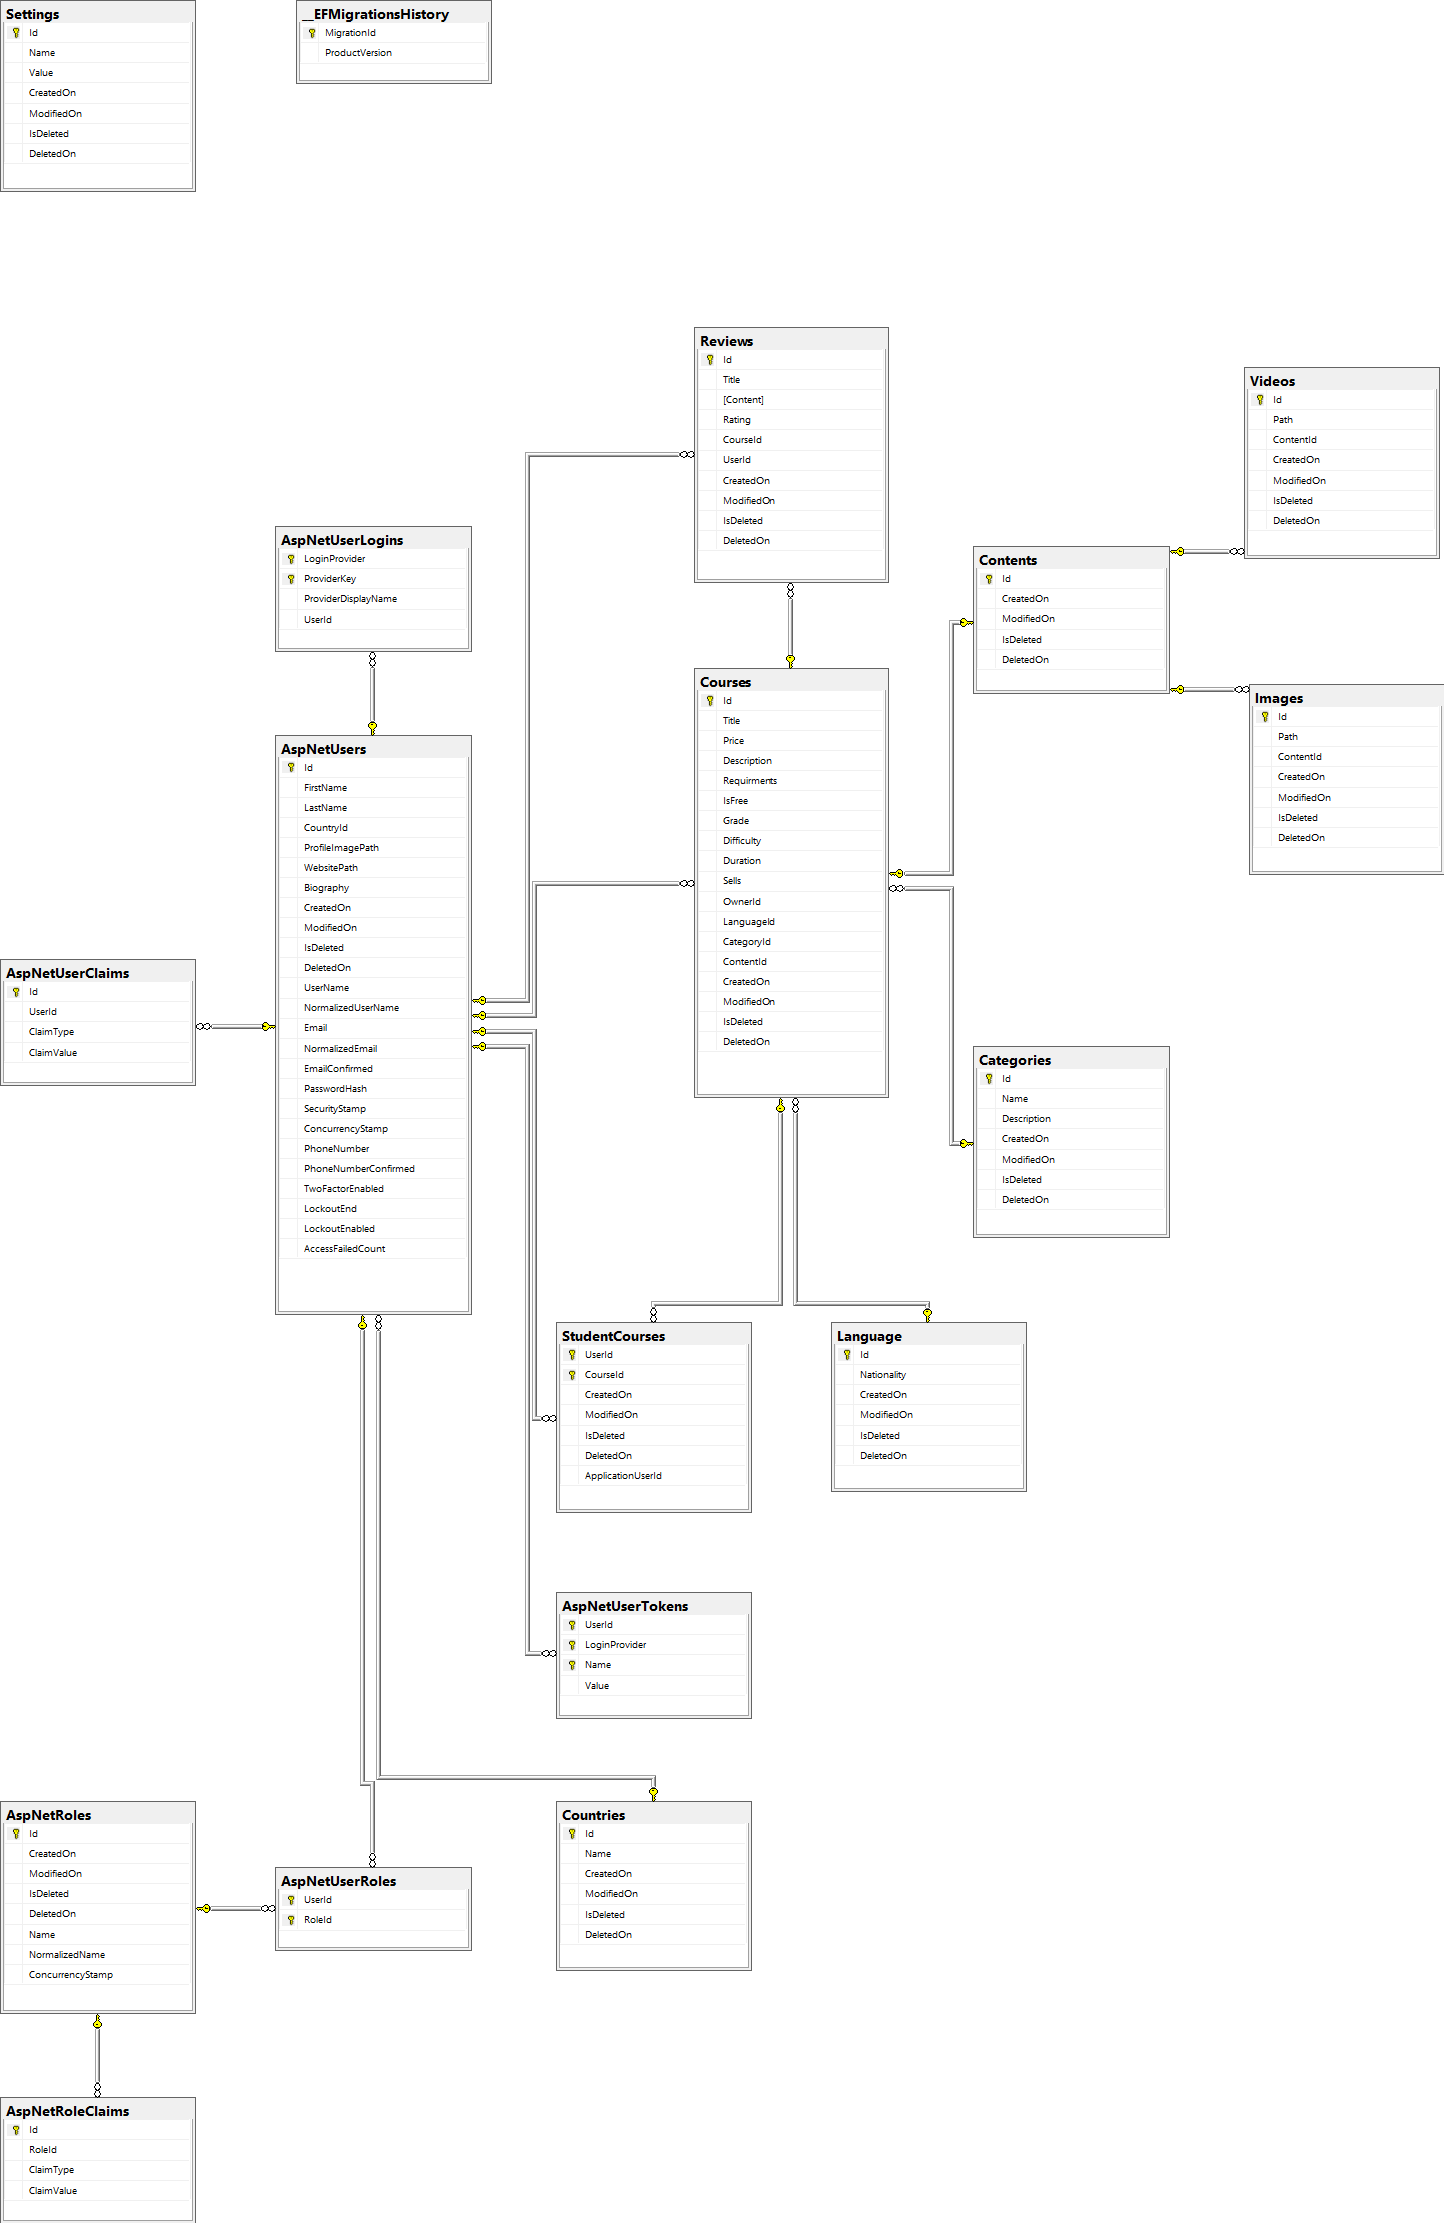 Settings
Id
Name
Value
CreatedOn
ModifiedOn
IsDeleted
DeletedOn
__EFMigrationsHistory
MigrationId
ProductVersion
Reviews
Id
Title
[Content]
Rating
CourseId
UserId
CreatedOn
ModifiedOn
IsDeleted
DeletedOn
Videos
Id
Path
ContentId
CreatedOn
ModifiedOn
IsDeleted
DeletedOn
AspNetUserLogins
LoginProvider
ProviderKey
ProviderDisplayName
UserId
Contents
Id
CreatedOn
ModifiedOn
IsDeleted
DeletedOn
Courses
Id
Title
Price
Description
Requirments
IsFree
Grade
Difficulty
Duration
Sells
OwnerId
LanguageId
CategoryId
ContentId
CreatedOn
ModifiedOn
IsDeleted
DeletedOn
Images
Id
Path
ContentId
CreatedOn
ModifiedOn
IsDeleted
DeletedOn
AspNetUsers
Id
FirstName
LastName
CountryId
ProfileImagePath
WebsitePath
Biography
CreatedOn
ModifiedOn
IsDeleted
DeletedOn
UserName
NormalizedUserName
Email
NormalizedEmail
EmailConfirmed
PasswordHash
SecurityStamp
ConcurrencyStamp
PhoneNumber
PhoneNumberConfirmed
TwoFactorEnabled
LockoutEnd
LockoutEnabled
AccessFailedCount
AspNetUserClaims
Id
UserId
ClaimType
ClaimValue
Categories
Id
Name
Description
CreatedOn
ModifiedOn
IsDeleted
DeletedOn
StudentCourses
UserId
CourseId
CreatedOn
ModifiedOn
IsDeleted
DeletedOn
ApplicationUserId
Language
Id
Nationality
CreatedOn
ModifiedOn
IsDeleted
DeletedOn
AspNetUserTokens
UserId
LoginProvider
Name
Value
AspNetRoles
Id
CreatedOn
ModifiedOn
IsDeleted
DeletedOn
Name
NormalizedName
ConcurrencyStamp
AspNetUserRoles
UserId
RoleId
Countries
Id
Name
CreatedOn
ModifiedOn
IsDeleted
DeletedOn
AspNetRoleClaims
Id
RoleId
ClaimType
ClaimValue